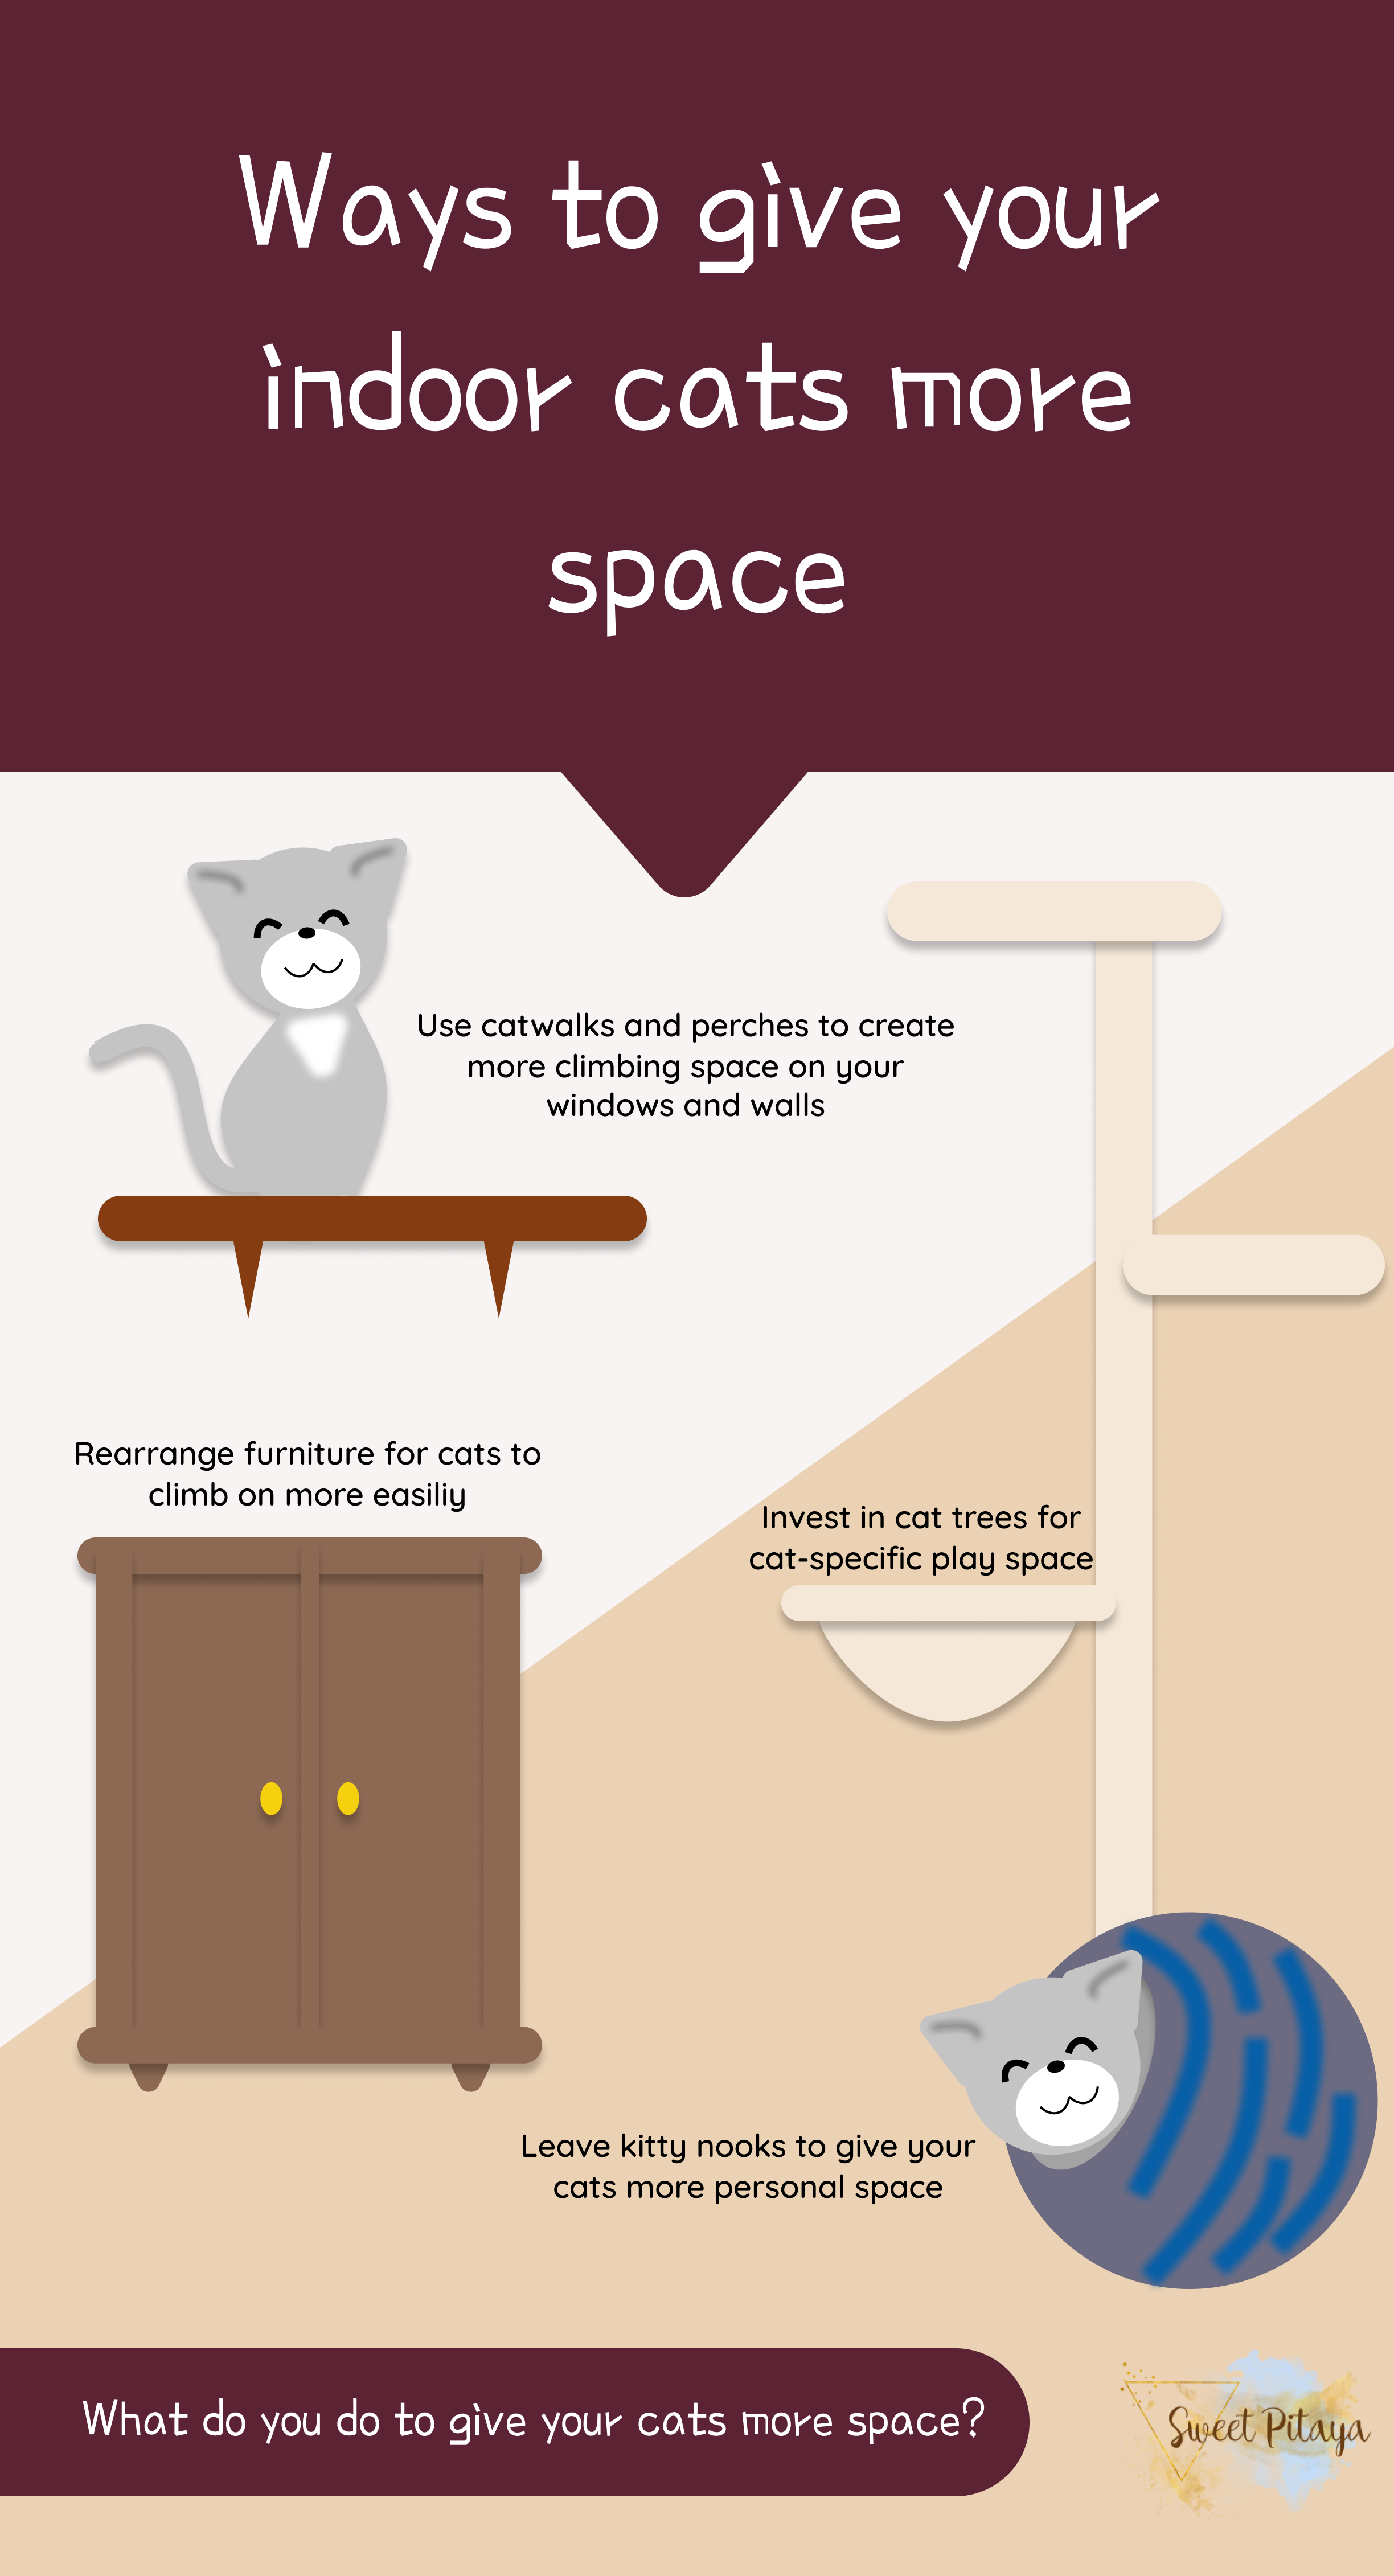 Ways to give your
indoor cats more
space
Use catwalks and perches to create
more climbing space on your
windows and walls
Rearrange furniture for cats to
climb on more easiliy
Invest in cat trees for
cat-specific play space
Leave kitty nooks to give your
cats more personal space
What do you do to give your cats more space?
Sweet Pitaya